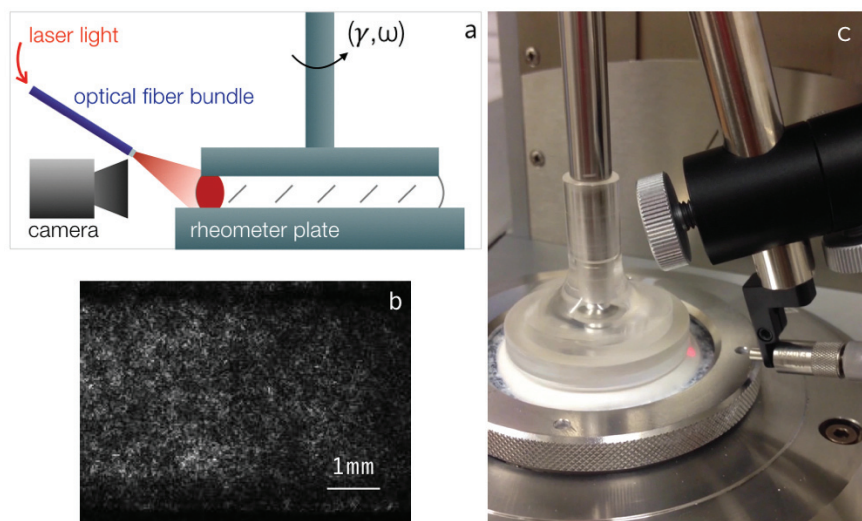 laser light
(γ,ω)
a
optical fiber bundle
camera
rheometer plate
b
1mm
c